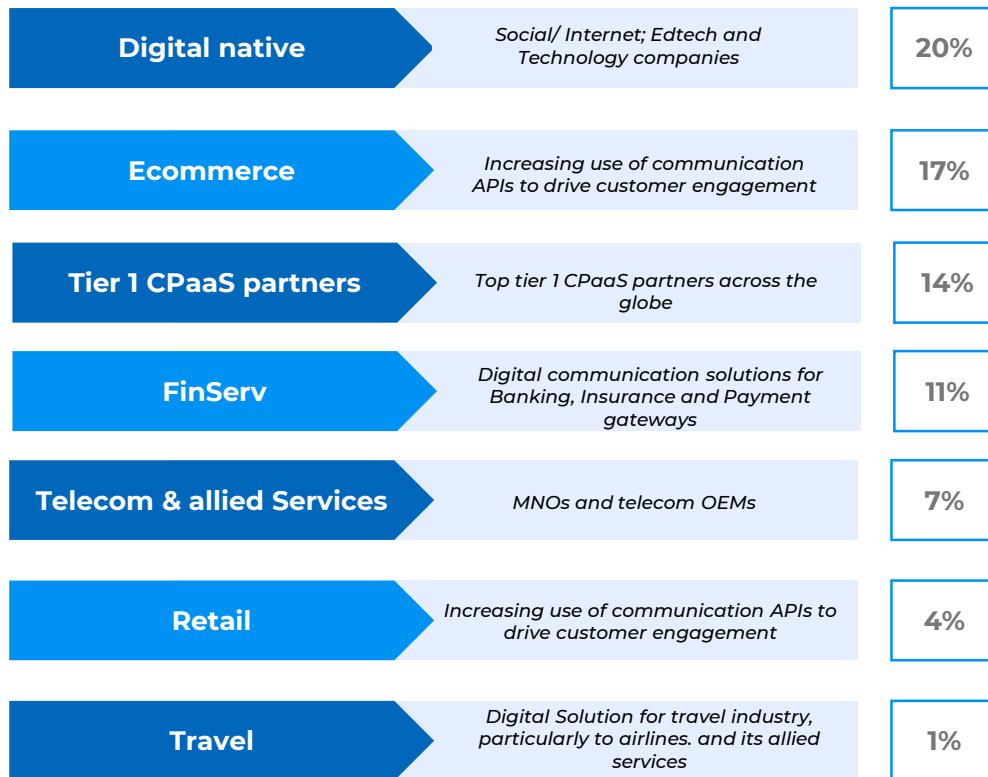 Digital native
Social/ Internet; Edtech and
Technology companies
20%
Ecommerce
Increasing use of communication
APIs to drive customer engagement
17%
Tier 1 CPaaS partners
Top tier 1 CPaaS partners across the
globe
14%
FinServ
Digital communication solutions for
Banking, Insurance and Payment
gateways
11%
Telecom & allied Services
MNOs and telecom OEMs
7%
Retail
Increasing use of communication APIs to
drive customer engagement
4%
Travel
Digital Solution for travel industry,
particularly to airlines. and its allied
services
1%